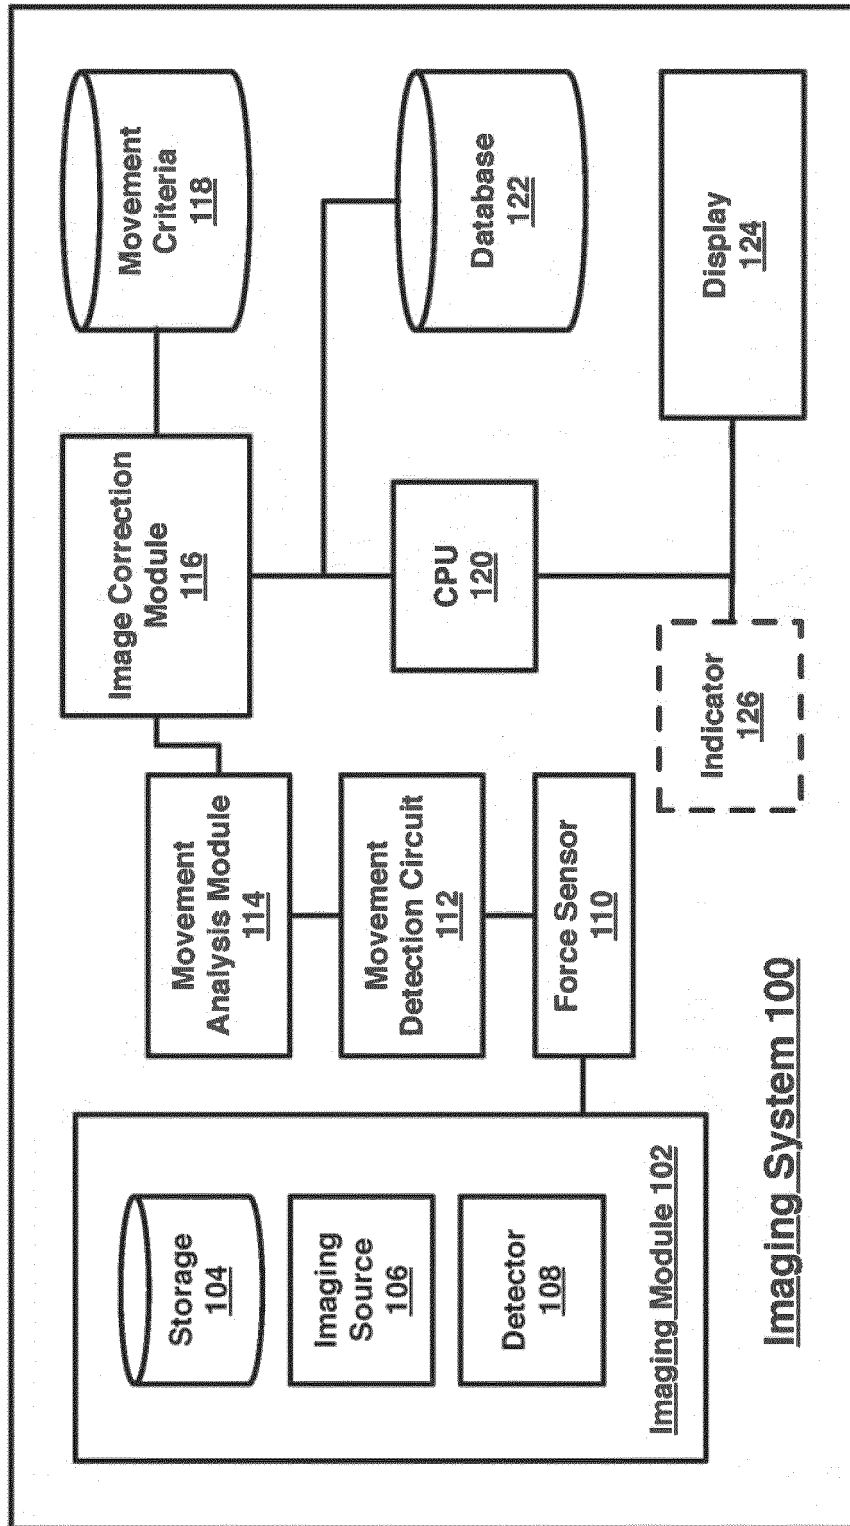 Storage
104
Imaging
Source
106
Detector
108
Imaging Module 102
Movement
Analysis Module
114
Movement
Detection Circuit
112
Force Sensor
110
Image Correction
Module
116
Movement
Criteria
118
CPU
120
Database
122
Indicator
126
Display
124
Imaging System 100